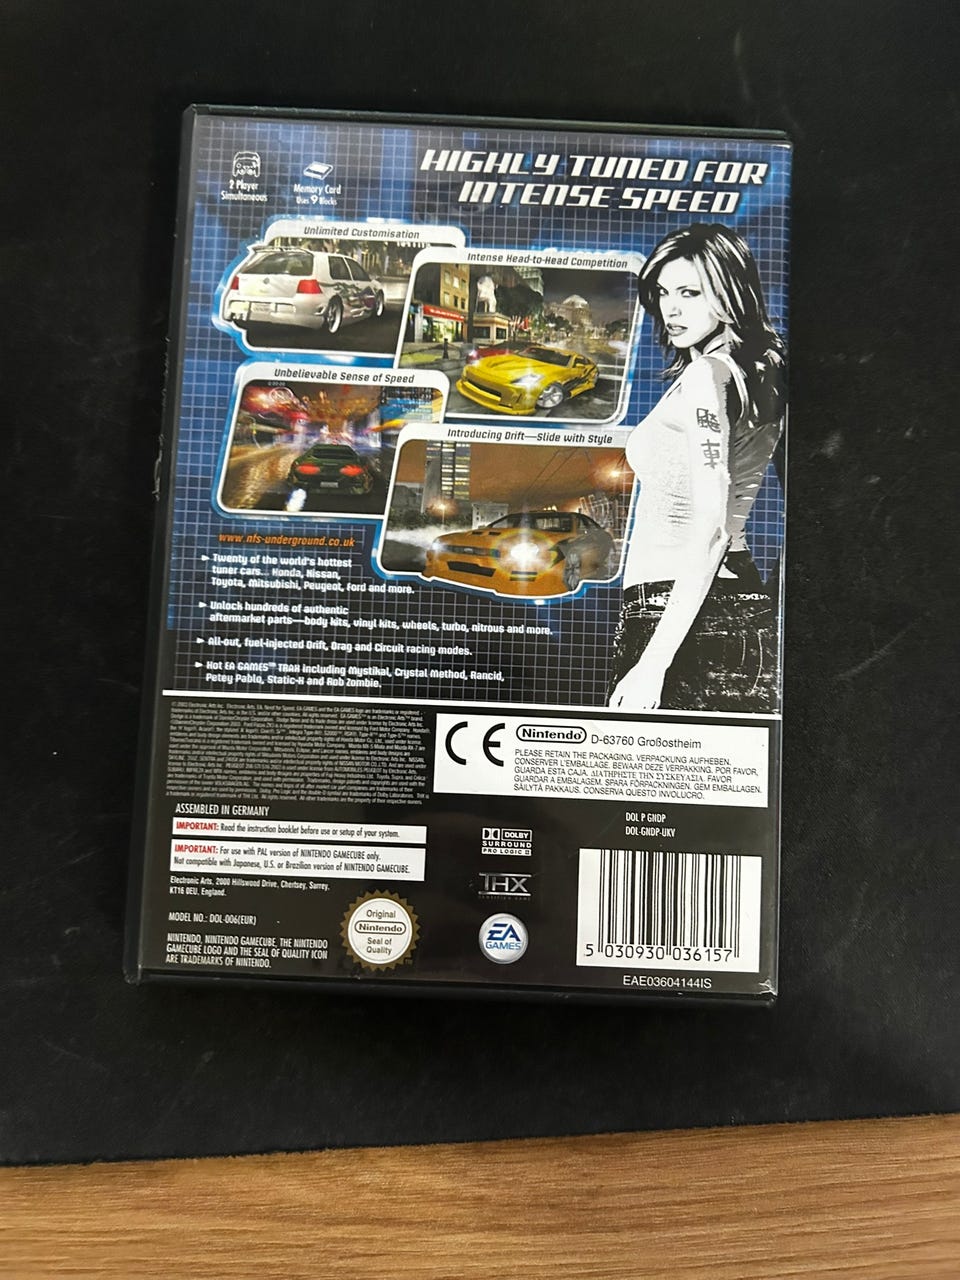 2 Player
Simultaneous
Memory Card
Uses 9 Blocks
HIGHLY TUNED FOR
INTENSE SPEED
Unlimited Customisation
Intense Head-to-Head Competition
Unbelievable Sense of Speed
Introducing Drift—Slide with Style
飈
車
www.nfs-underground.co.uk
Twenty of the world's hottest
tuner cars... Honda, Nissan,
Toyota, Mitsubishi, Peugeot, Ford and more.
Unlock hundreds of authentic
aftermarket parts—body kits, vinyl kits, wheels, turbo, nitrous and more.
All-out, fuel-injected Drift, Drag and Circuit racing modes.
Hot EA GAMES™ TRAX including Mystikal, Crystal Method, Rancid,
Petey Pablo, Static-X and Rob Zombie.
CE
Nintendo
D-63760 Großostheim
PLEASE RETAIN THE PACKAGING. VERPACKUNG AUFHEBEN.
CONSERVER L'EMBALLAGE. BEWAAR DEZE VERPAKKING. POR FAVOR,
GUARDA ESTA CAJA. ΔΙΑΤΗΡΗΣΤΕ ΤΗΝ ΣΥΣΚΕΥΑΣΙΑ. FAVOR
GUARDAR A EMBALAGEM. SPARA FÖRPACKNINGEN. GEM EMBALLAGEN.
SÄILYTÄ PAKKAUS. CONSERVA QUESTO INVOLUCRO.
ASSEMBLED IN GERMANY
IMPORTANT: Read the instruction booklet before use or setup of your system.
IMPORTANT: For use with PAL version of NINTENDO GAMECUBE only.
Not compatible with Japanese, U.S. or Brazilian version of NINTENDO GAMECUBE.
Electronic Arts, 2000 Hillswood Drive, Chertsey, Surrey,
KT16 0EU, England.
MODEL NO.: DOL-006(EUR)
NINTENDO, NINTENDO GAMECUBE, THE NINTENDO
GAMECUBE LOGO AND THE SEAL OF QUALITY ICON
ARE TRADEMARKS OF NINTENDO.
Original
Nintendo
Seal of
Quality
DOLBY
SURROUND
PRO LOGIC II
THX
CERTIFIED GAME
EA
GAMES
DOL P GNDP
DOL-GNDP-UKV
5 030930 036157
EAE03604144IS